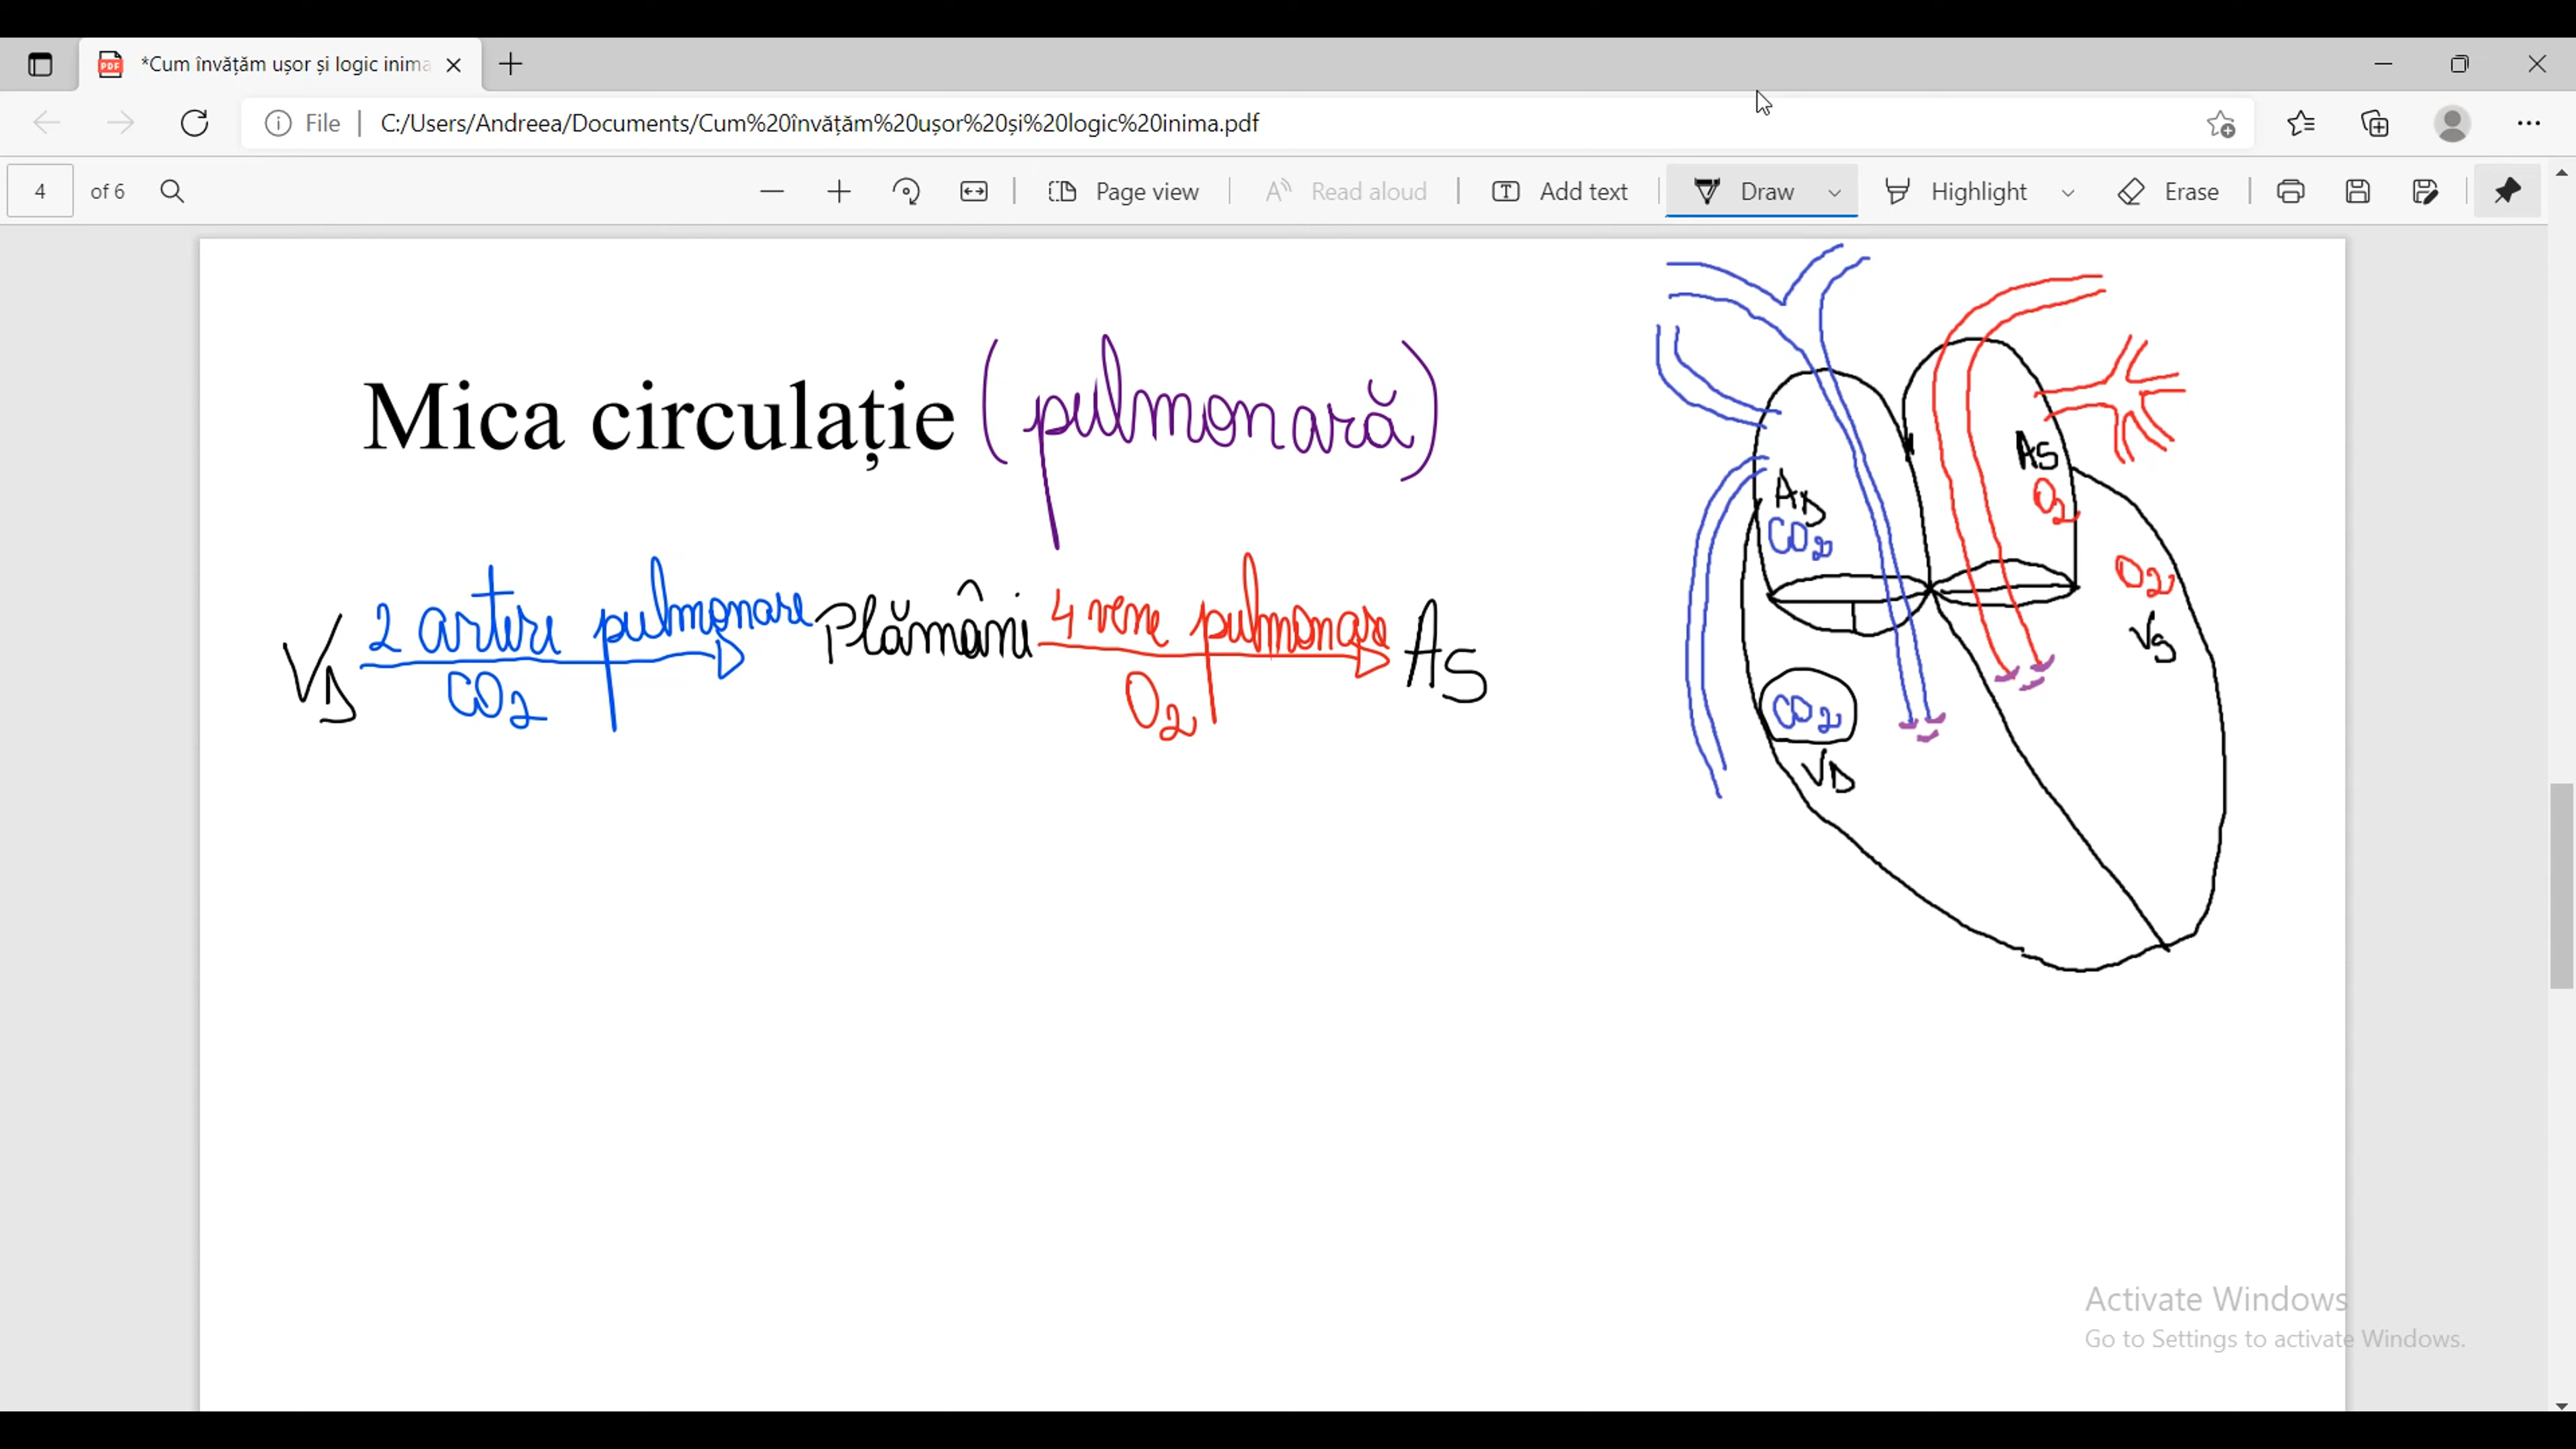 *Cum învățăm ușor și logic inima
File
C:/Users/Andreea/Documents/Cum%20învățăm%20ușor%20și%20logic%20inima.pdf
4 of 6
Page view
Read aloud
Add text
Draw
Highlight
Erase
Mica circulație (pulmonară)
VD 2 artere pulmonare Plămâni 4 vene pulmonare AS
CO2 O2
AS
O2
AD
CO2
O2
VS
CO2
VD
Activate Windows
Go to Settings to activate Windows.